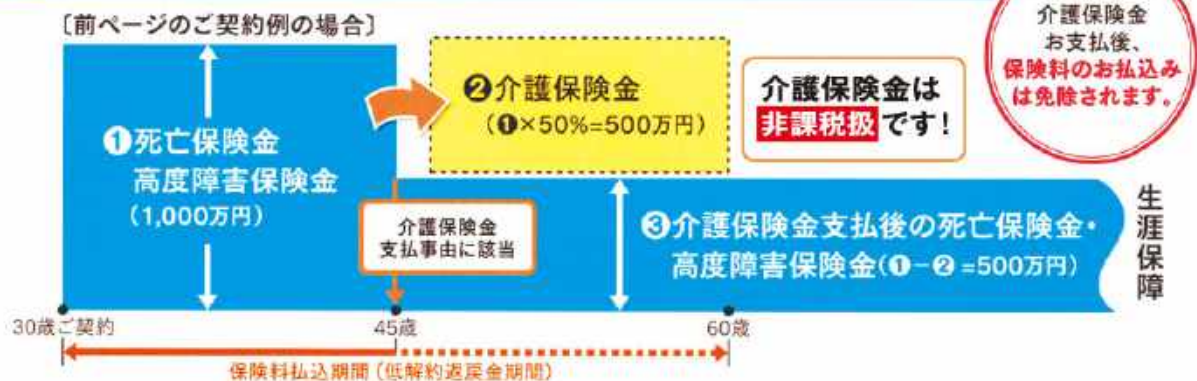 〔前ページのご契約例の場合〕
介護保険金
お支払後、
保険料のお払込み
は免除されます。
❶死亡保険金
高度障害保険金
（1,000万円）
❷介護保険金
（❶×50%=500万円）
介護保険金は
非課税扱です!
介護保険金
支払事由に該当
❸介護保険金支払後の死亡保険金・
高度障害保険金(❶-❷=500万円)
生涯保障
30歳ご契約
45歳
60歳
保険料払込期間(低解約返戻金期間)